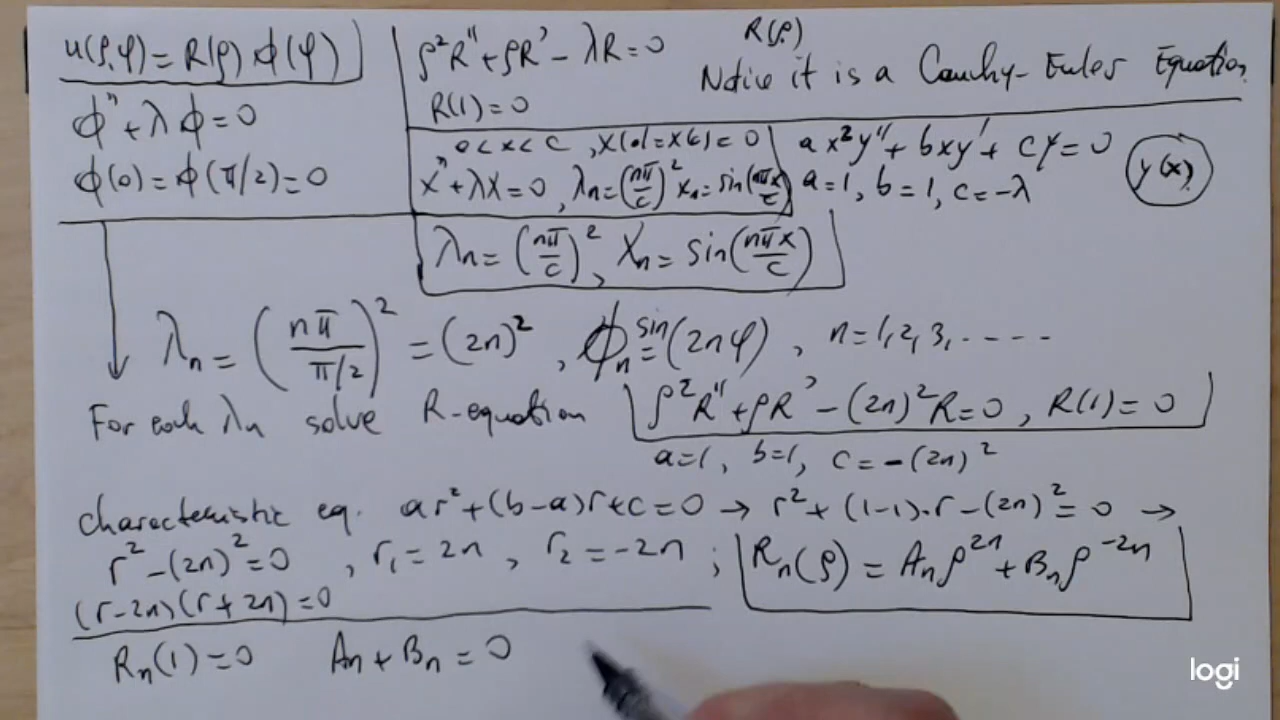 u(ρ,φ) = R(ρ) ϕ(φ)
ϕ'' + λ ϕ = 0
ϕ(0) = ϕ(π/2) = 0
ρ²R'' + ρR' − λR = 0
R(1) = 0
R(ρ)
Notice it is a Cauchy-Euler Equation
0 < x < c , X(0) = X(c) = 0
X'' + λX = 0 , λn = (nπ/c)² Xn = sin(nπx/c)
ax²y'' + bxy' + cy = 0
a = 1, b = 1, c = −λ
y(x)
λn = (nπ/c)², Xn = sin(nπx/c)
λn = (nπ/π/2)² = (2n)² , ϕn = sin(2nφ) , n = 1, 2, 3, . . . . .
For each λn solve R-equation ρ²R'' + ρR' − (2n)²R = 0 , R(1) = 0
a = 1, b = 1, c = −(2n)²
characteristic eq. ar² + (b − a)r + c = 0 → r² + (1−1)·r − (2n)² = 0 →
r² − (2n)² = 0 , r₁ = 2n , r₂ = −2n ; Rn(ρ) = Anρ²ⁿ + Bnρ⁻²ⁿ
(r − 2n)(r + 2n) = 0
Rn(1) = 0 An + Bn = 0
logi